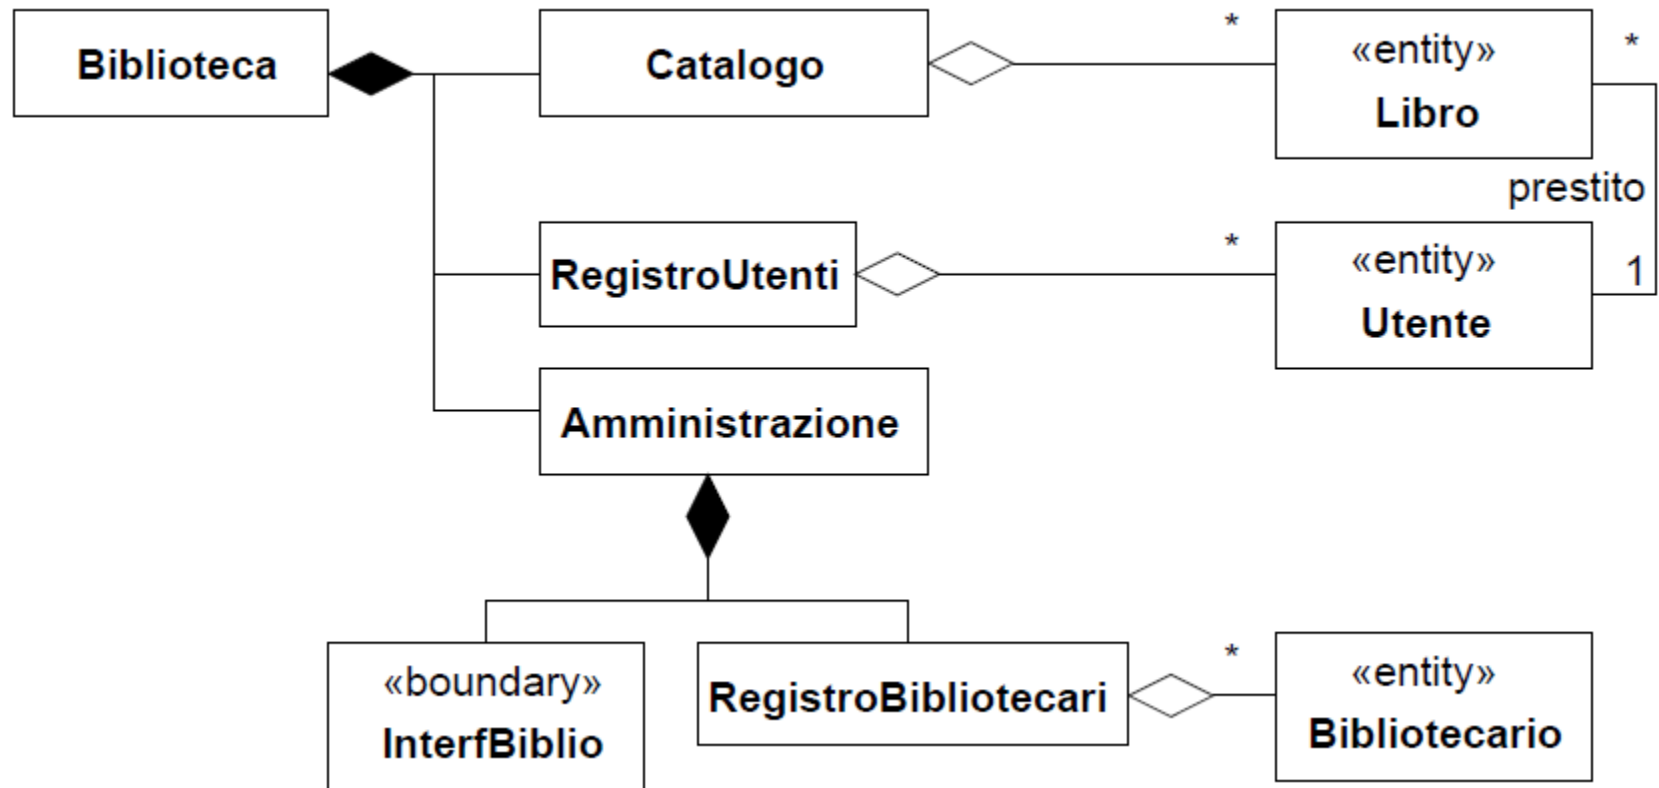 Biblioteca
Catalogo
*
«entity»
Libro
*
prestito
RegistroUtenti
*
«entity»
Utente
1
Amministrazione
«boundary»
InterfBiblio
RegistroBibliotecari
*
«entity»
Bibliotecario